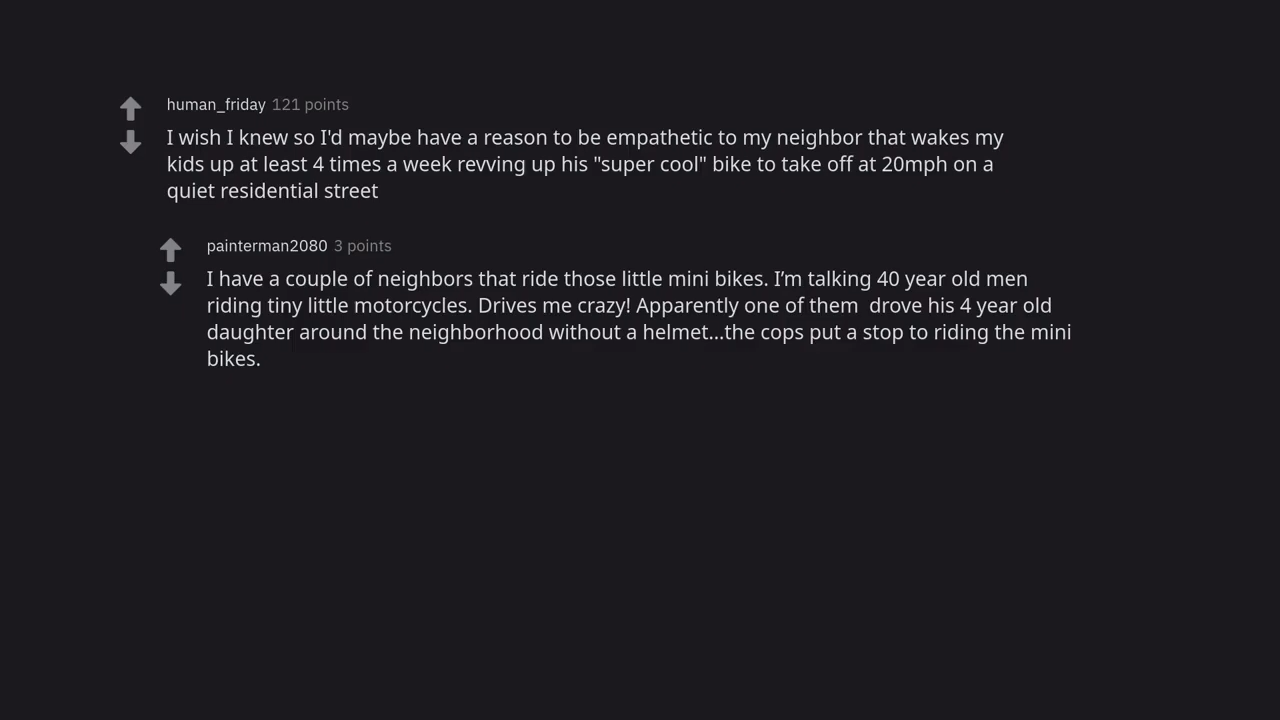 human_friday 121 points
I wish I knew so I'd maybe have a reason to be empathetic to my neighbor that wakes my
kids up at least 4 times a week revving up his "super cool" bike to take off at 20mph on a
quiet residential street
painterman2080 3 points
I have a couple of neighbors that ride those little mini bikes. I’m talking 40 year old men
riding tiny little motorcycles. Drives me crazy! Apparently one of them  drove his 4 year old
daughter around the neighborhood without a helmet...the cops put a stop to riding the mini
bikes.